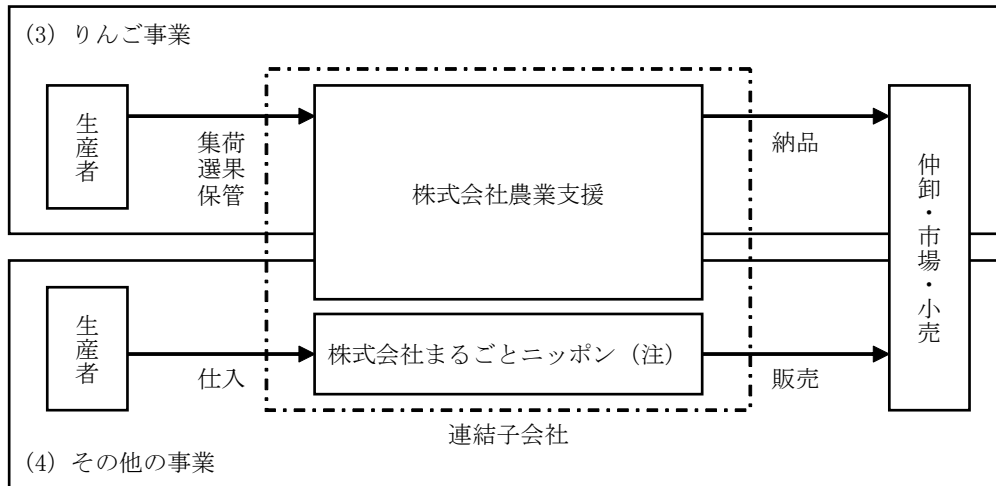 (3) りんご事業
生産者
集荷
選果
保管
株式会社農業支援
納品
仲卸・市場・小売
生産者
仕入
株式会社まるごとニッポン（注）
販売
連結子会社
(4) その他の事業